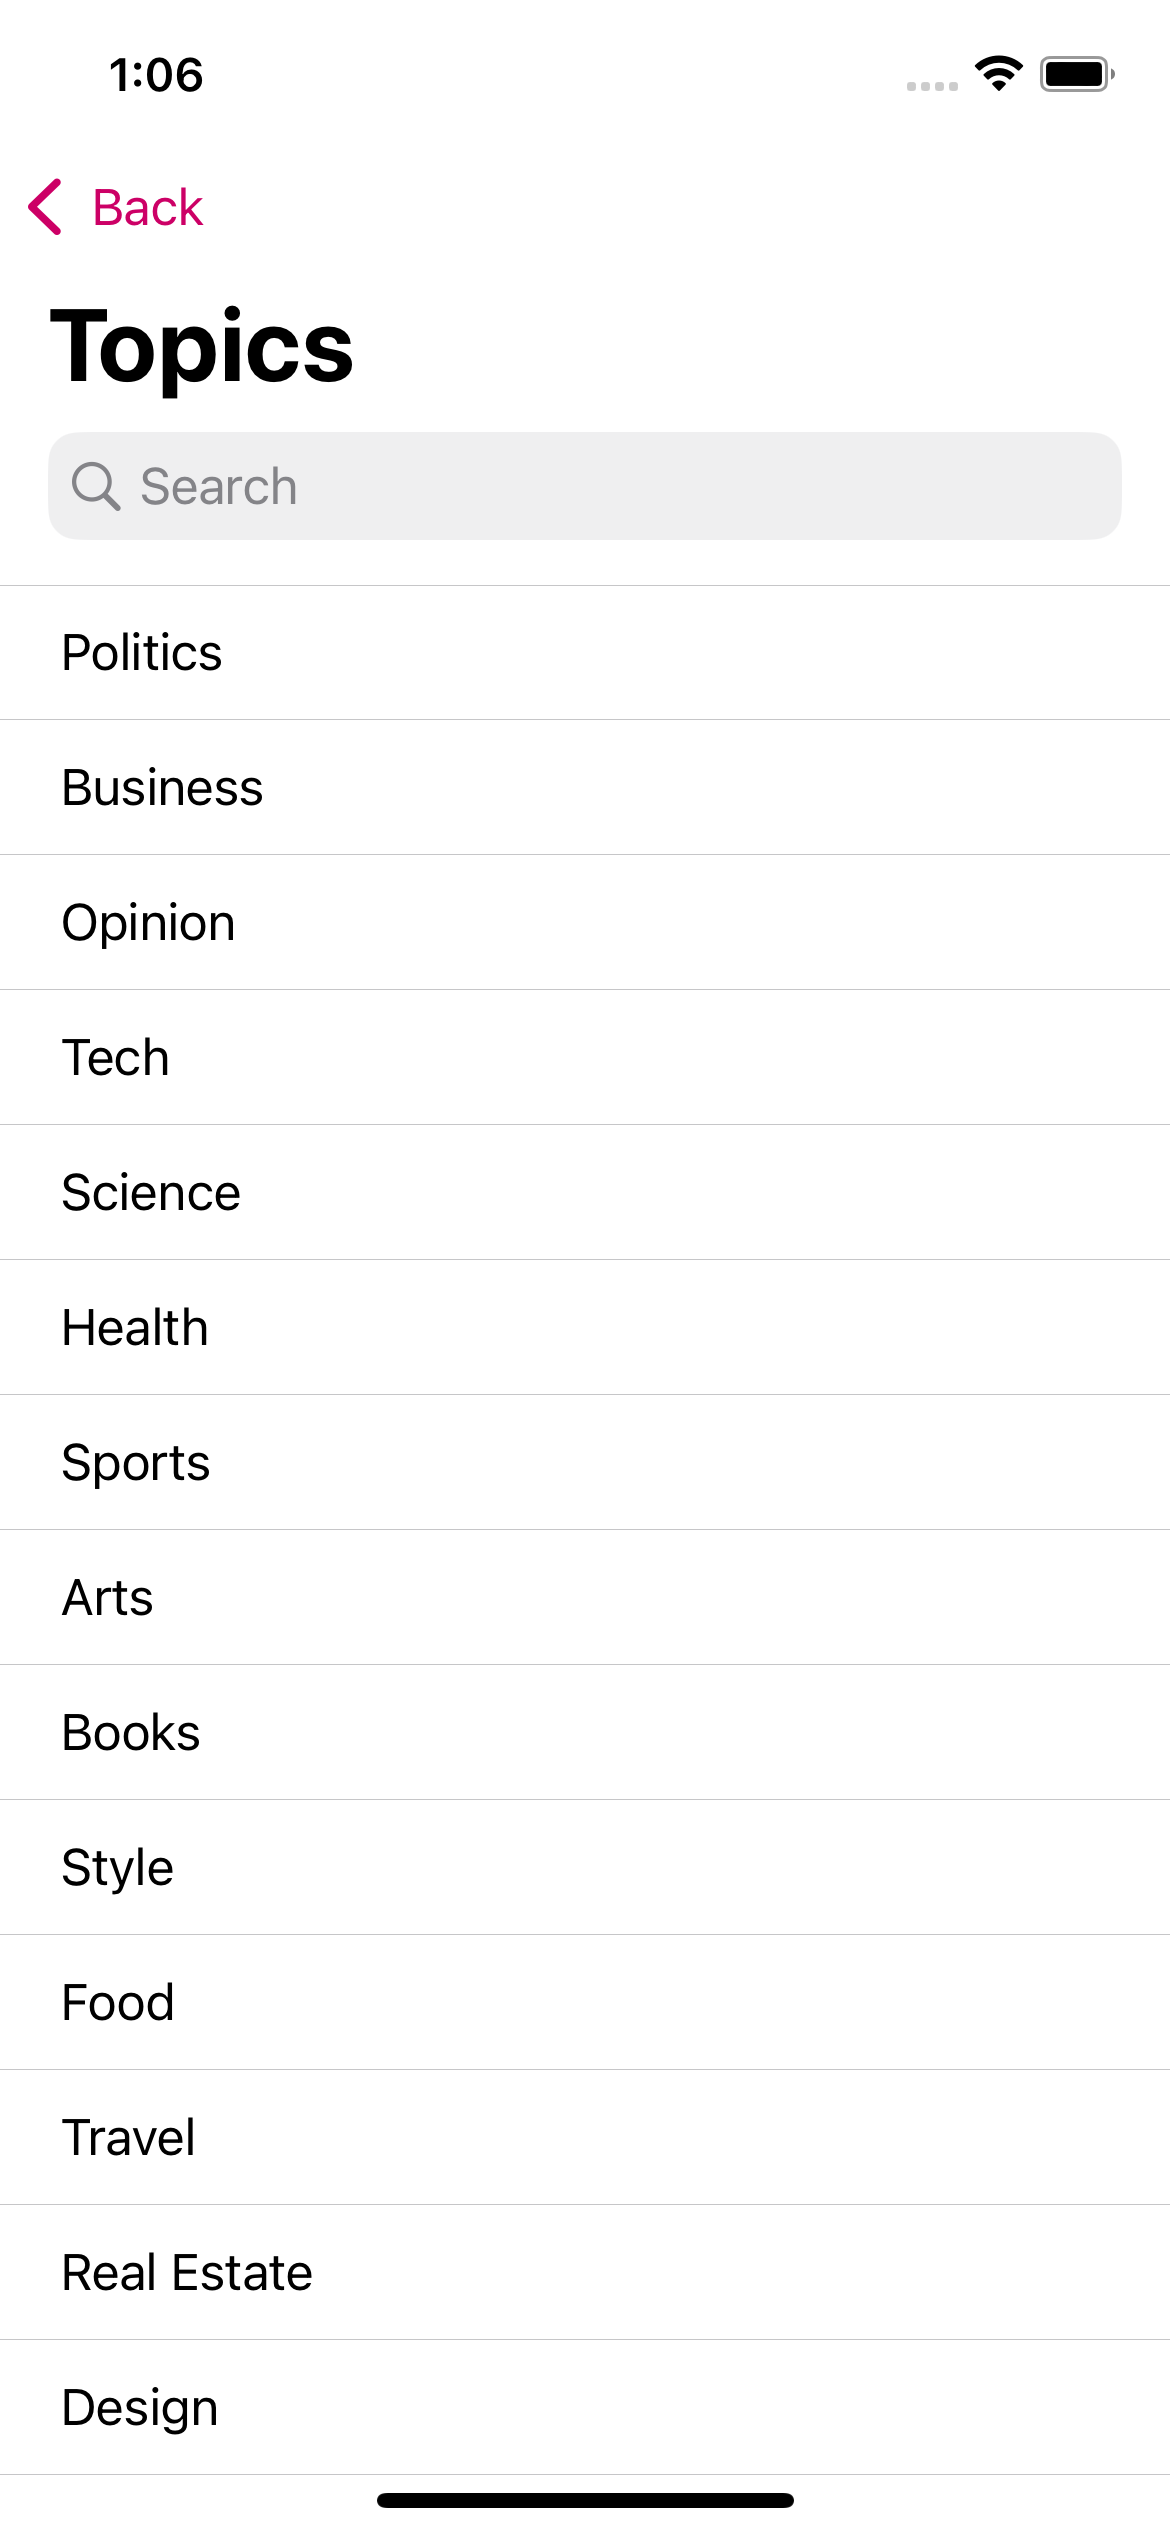 1:06
Back
Topics
Search
Politics
Business
Opinion
Tech
Science
Health
Sports
Arts
Books
Style
Food
Travel
Real Estate
Design